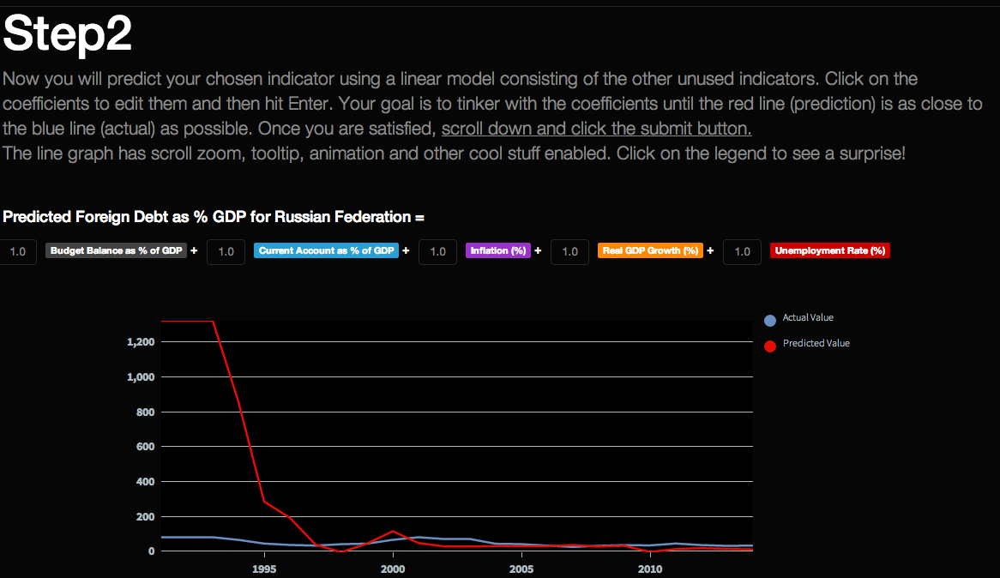 Step2
Now you will predict your chosen indicator using a linear model consisting of the other unused indicators. Click on the
coefficients to edit them and then hit Enter. Your goal is to tinker with the coefficients until the red line (prediction) is as close to
the blue line (actual) as possible. Once you are satisfied, scroll down and click the submit button.
The line graph has scroll zoom, tooltip, animation and other cool stuff enabled. Click on the legend to see a surprise!
Predicted Foreign Debt as % GDP for Russian Federation =
1.0 Budget Balance as % of GDP + 1.0 Current Account as % of GDP + 1.0 Inflation (%) + 1.0 Real GDP Growth (%) + 1.0 Unemployment Rate (%)
Actual Value
Predicted Value
1,200
1,000
800
600
400
200
0
1995 2000 2005 2010